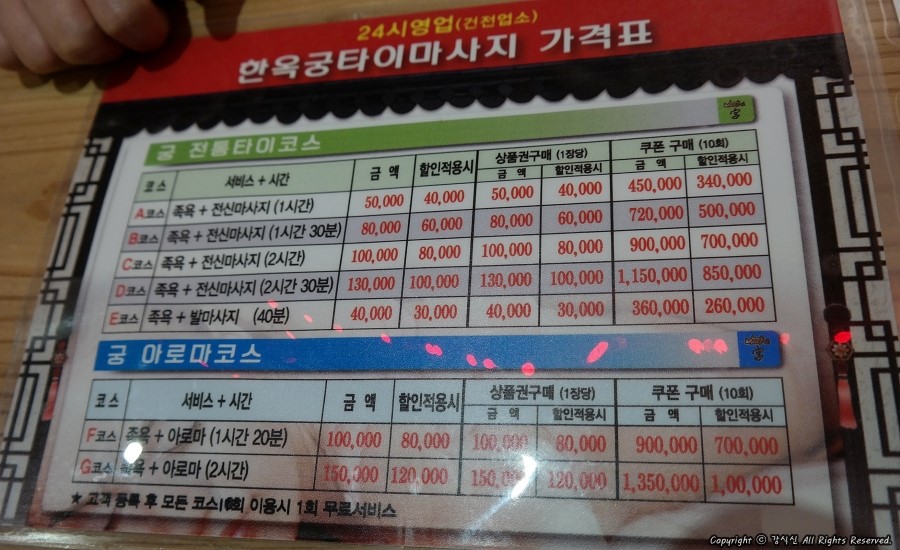 24시영업(건전업소)
한옥궁타이마사지 가격표
궁 전통타이코스
코스 서비스 + 시간 금 액 할인적용시 상품권구매 (1장당) 쿠폰 구매 (10회)
금 액 할인적용시 금 액 할인적용시
A코스 족욕 + 전신마사지 (1시간) 50,000 40,000 50,000 40,000 450,000 340,000
B코스 족욕 + 전신마사지 (1시간 30분) 80,000 60,000 80,000 60,000 720,000 500,000
C코스 족욕 + 전신마사지 (2시간) 100,000 80,000 100,000 80,000 900,000 700,000
D코스 족욕 + 전신마사지 (2시간 30분) 130,000 100,000 130,000 100,000 1,150,000 850,000
E코스 족욕 + 발마사지 (40분) 40,000 30,000 40,000 30,000 360,000 260,000
궁 아로마코스
코스 서비스 + 시간 금 액 할인적용시 상품권구매 (1장당) 쿠폰 구매 (10회)
금 액 할인적용시 금 액 할인적용시
F코스 족욕 + 아로마 (1시간 20분) 100,000 80,000 100,000 80,000 900,000 700,000
G코스 족욕 + 아로마 (2시간) 150,000 120,000 150,000 120,000 1,350,000 1,00,000
★ 고객 등록 후 모든 코스 이용시 1회 무료서비스
Copyright ⓒ 강시신 All Rights Reserved.